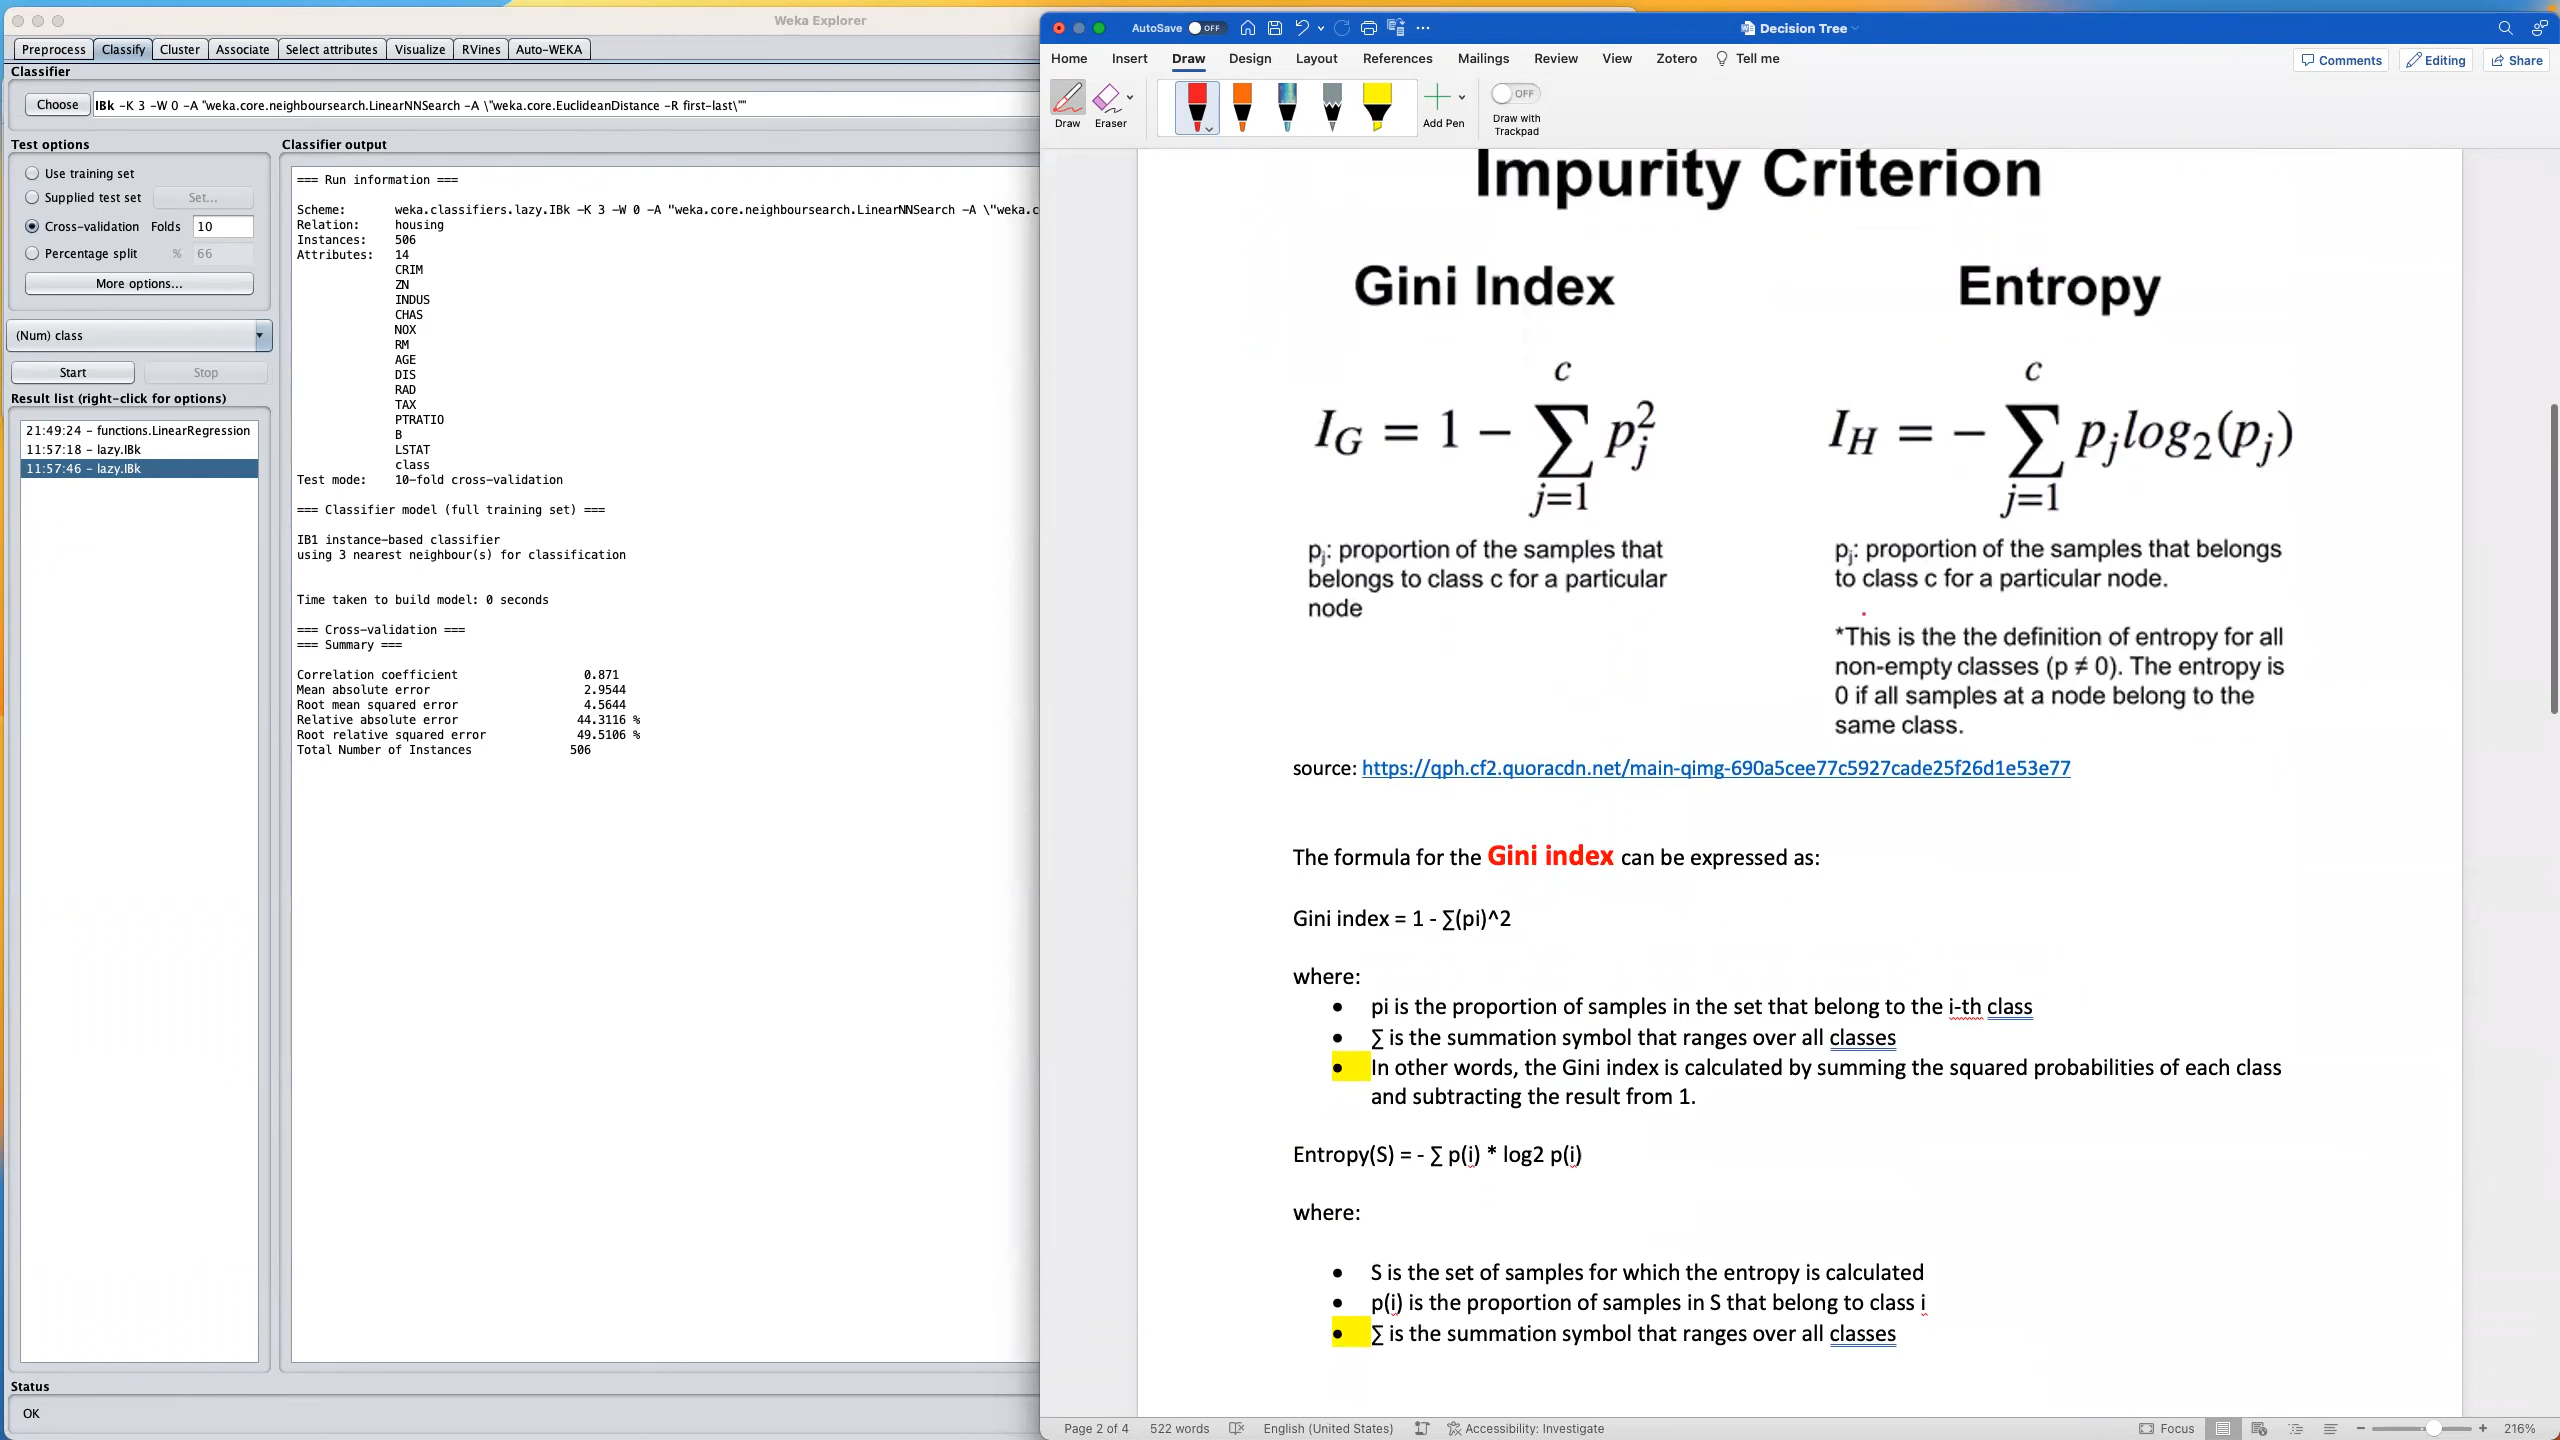 Weka Explorer
Preprocess Classify Cluster Associate Select attributes Visualize RVines Auto-WEKA
Classifier
Choose IBk -K 3 -W 0 -A "weka.core.neighboursearch.LinearNNSearch -A \"weka.core.EuclideanDistance -R first-last\""
Test options
Use training set
Supplied test set Set...
Cross-validation Folds 10
Percentage split % 66
More options...
(Num) class
Start Stop
Result list (right-click for options)
21:49:24 - functions.LinearRegression
11:57:18 - lazy.IBk
11:57:46 - lazy.IBk
Status
OK
Classifier output
=== Run information ===
Scheme: weka.classifiers.lazy.IBk -K 3 -W 0 -A "weka.core.neighboursearch.LinearNNSearch -A \"weka.c
Relation: housing
Instances: 506
Attributes: 14
CRIM
ZN
INDUS
CHAS
NOX
RM
AGE
DIS
RAD
TAX
PTRATIO
B
LSTAT
class
Test mode: 10-fold cross-validation
=== Classifier model (full training set) ===
IB1 instance-based classifier
using 3 nearest neighbour(s) for classification
Time taken to build model: 0 seconds
=== Cross-validation ===
=== Summary ===
Correlation coefficient 0.871
Mean absolute error 2.9544
Root mean squared error 4.5644
Relative absolute error 44.3116 %
Root relative squared error 49.5106 %
Total Number of Instances 506
AutoSave OFF Decision Tree
Home Insert Draw Design Layout References Mailings Review View Zotero Tell me Comments Editing Share
Draw Eraser Add Pen OFF Draw with
Trackpad
Impurity Criterion
Gini Index
I_G = 1 − ∑_{j=1}^{c} p_j^2
p_j: proportion of the samples that
belongs to class c for a particular
node
Entropy
I_H = − ∑_{j=1}^{c} p_j log_2(p_j)
p_j: proportion of the samples that belongs
to class c for a particular node.
*This is the the definition of entropy for all
non-empty classes (p ≠ 0). The entropy is
0 if all samples at a node belong to the
same class.
source: https://qph.cf2.quoracdn.net/main-qimg-690a5cee77c5927cade25f26d1e53e77
The formula for the Gini index can be expressed as:
Gini index = 1 - ∑(pi)^2
where:
• pi is the proportion of samples in the set that belong to the i-th class
• ∑ is the summation symbol that ranges over all classes
• In other words, the Gini index is calculated by summing the squared probabilities of each class
and subtracting the result from 1.
Entropy(S) = - ∑ p(i) * log2 p(i)
where:
• S is the set of samples for which the entropy is calculated
• p(i) is the proportion of samples in S that belong to class i
• ∑ is the summation symbol that ranges over all classes
Page 2 of 4 522 words English (United States) Accessibility: Investigate Focus 216%